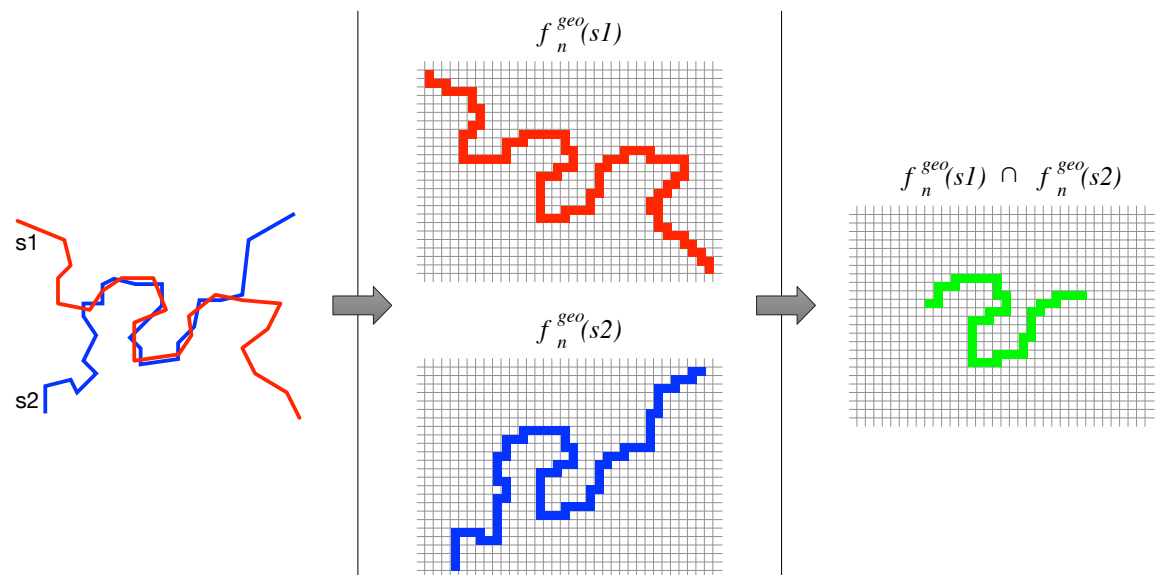 s1
s2
f n geo (s1)
f n geo (s2)
f n geo (s1) ∩ f n geo (s2)